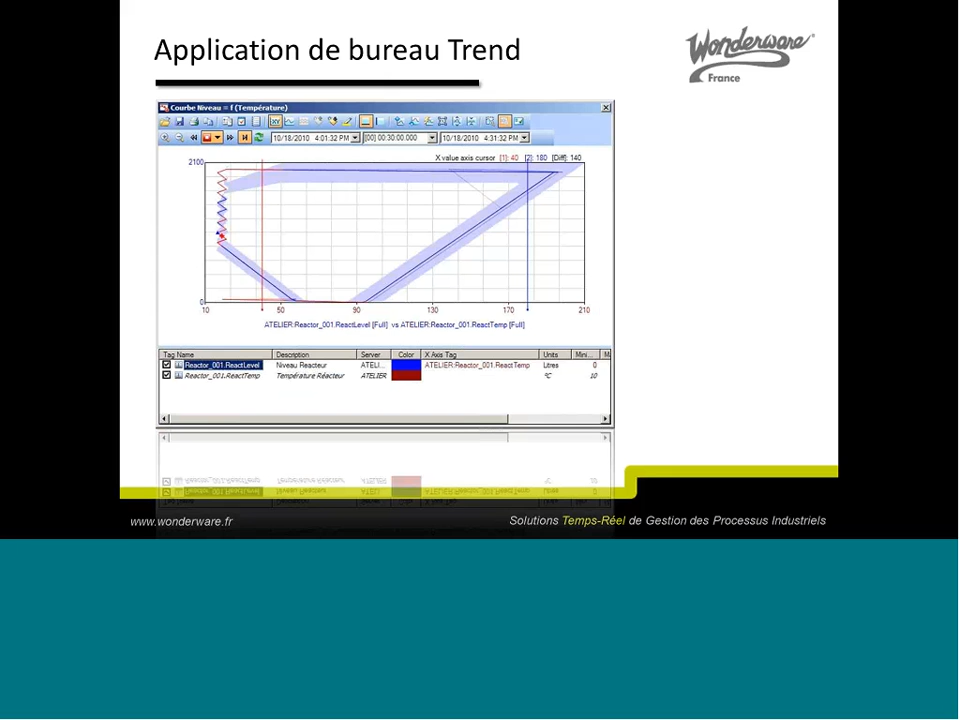 Application de bureau Trend
Wonderware
France
Courbe Niveau = f (Température)
10/18/2010 4:01:32 PM [00] 00:30:00.000 10/18/2010 4:31:32 PM
X value axis cursor [1]: 40 [2]: 180 [Diff]: 140
2100
0
10 50 90 130 170 210
ATELIER:Reactor_001.ReactLevel [Full] vs ATELIER:Reactor_001.ReactTemp [Full]
Tag Name Description Server Color X Axis Tag Units Mini...
Reactor_001.ReactLevel Niveau Reacteur ATELI... ATELIER:Reactor_001.ReactTemp Litres 0
Reactor_001.ReactTemp Température Réacteur ATELIER ºC 10
www.wonderware.fr
Solutions Temps-Réel de Gestion des Processus Industriels